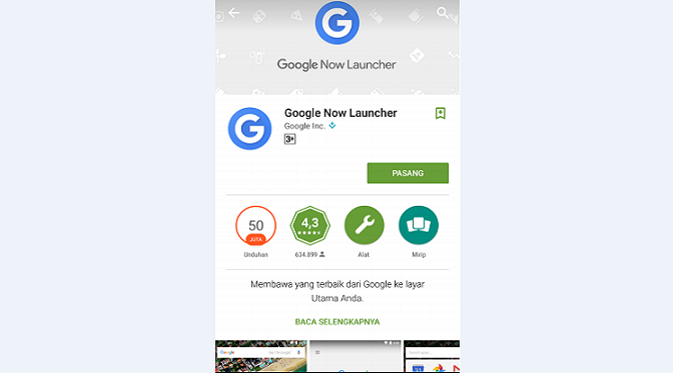 G
Google Now Launcher
G
Google Now Launcher
Google Inc.
3+
PASANG
50
JUTA
4,3
Unduhan
634.899
Alat
Mirip
Membawa yang terbaik dari Google ke layar
Utama Anda.
BACA SELENGKAPNYA
Google
Google